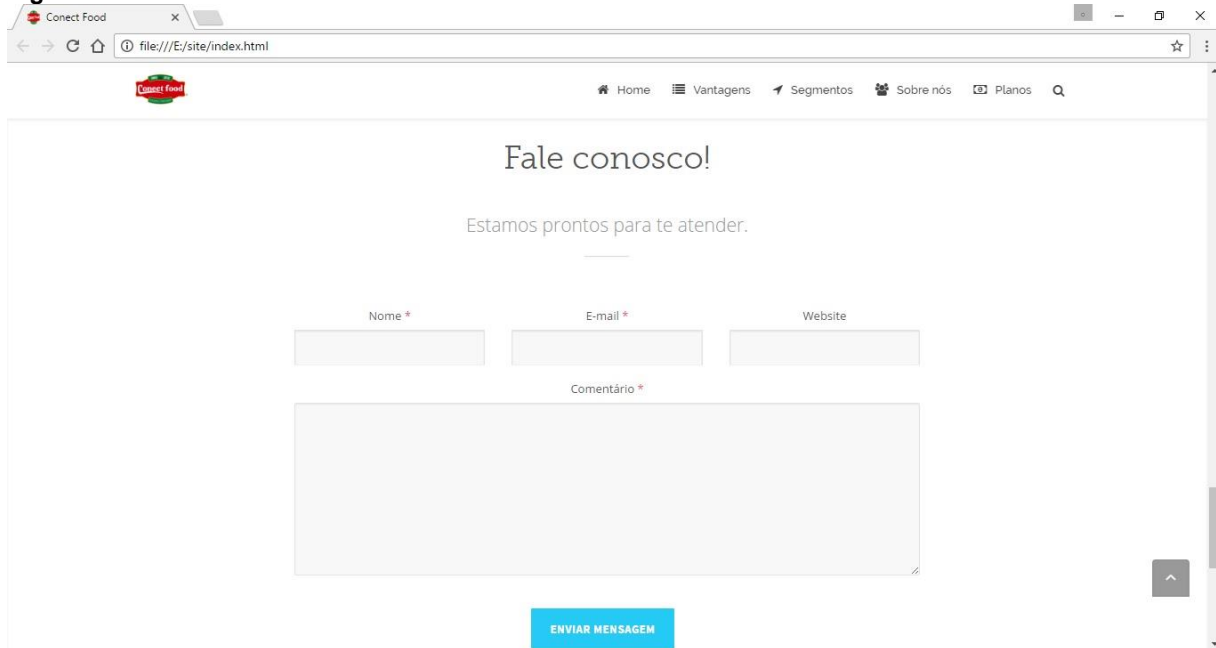 Conect Food
file:///E:/site/index.html
Conect food
Home Vantagens Segmentos Sobre nós Planos
Fale conosco!
Estamos prontos para te atender.
Nome * E-mail * Website
Comentário *
ENVIAR MENSAGEM